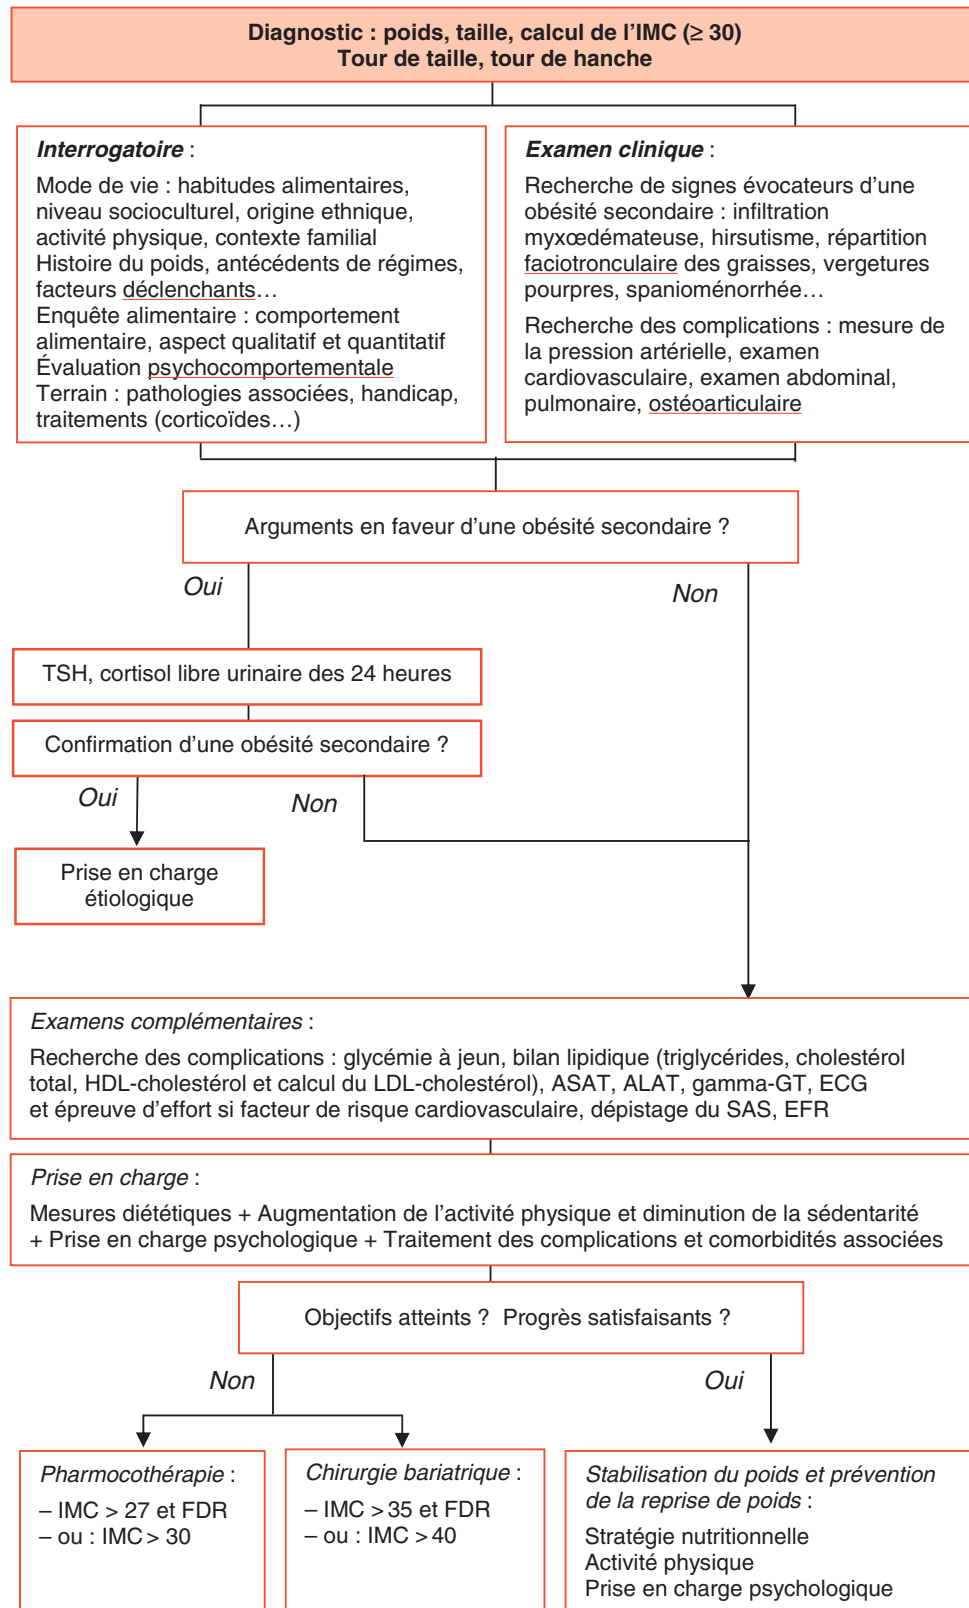 Diagnostic : poids, taille, calcul de l'IMC (≥ 30)
Tour de taille, tour de hanche
Interrogatoire :
Mode de vie : habitudes alimentaires,
niveau socioculturel, origine ethnique,
activité physique, contexte familial
Histoire du poids, antécédents de régimes,
facteurs déclenchants…
Enquête alimentaire : comportement
alimentaire, aspect qualitatif et quantitatif
Évaluation psychocomportementale
Terrain : pathologies associées, handicap,
traitements (corticoïdes…)
Examen clinique :
Recherche de signes évocateurs d'une
obésité secondaire : infiltration
myxœdémateuse, hirsutisme, répartition
faciotronculaire des graisses, vergetures
pourpres, spanioménorrhée…
Recherche des complications : mesure de
la pression artérielle, examen
cardiovasculaire, examen abdominal,
pulmonaire, ostéoarticulaire
Arguments en faveur d'une obésité secondaire ?
Oui
Non
TSH, cortisol libre urinaire des 24 heures
Confirmation d'une obésité secondaire ?
Oui
Non
Prise en charge
étiologique
Examens complémentaires :
Recherche des complications : glycémie à jeun, bilan lipidique (triglycérides, cholestérol
total, HDL-cholestérol et calcul du LDL-cholestérol), ASAT, ALAT, gamma-GT, ECG
et épreuve d'effort si facteur de risque cardiovasculaire, dépistage du SAS, EFR
Prise en charge :
Mesures diététiques + Augmentation de l'activité physique et diminution de la sédentarité
+ Prise en charge psychologique + Traitement des complications et comorbidités associées
Objectifs atteints ? Progrès satisfaisants ?
Non
Oui
Pharmocothérapie :
– IMC > 27 et FDR
– ou : IMC > 30
Chirurgie bariatrique :
– IMC > 35 et FDR
– ou : IMC > 40
Stabilisation du poids et prévention
de la reprise de poids :
Stratégie nutritionnelle
Activité physique
Prise en charge psychologique